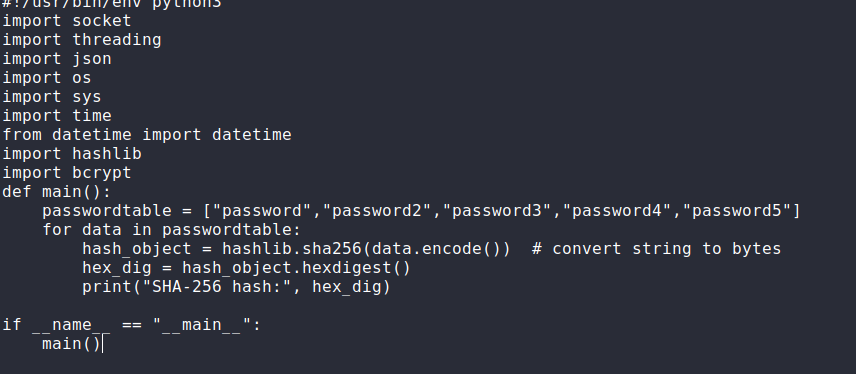 #!/usr/bin/env python3
import socket
import threading
import json
import os
import sys
import time
from datetime import datetime
import hashlib
import bcrypt
def main():
    passwordtable = ["password","password2","password3","password4","password5"]
    for data in passwordtable:
        hash_object = hashlib.sha256(data.encode())  # convert string to bytes
        hex_dig = hash_object.hexdigest()
        print("SHA-256 hash:", hex_dig)

if __name__ == "__main__":
    main()